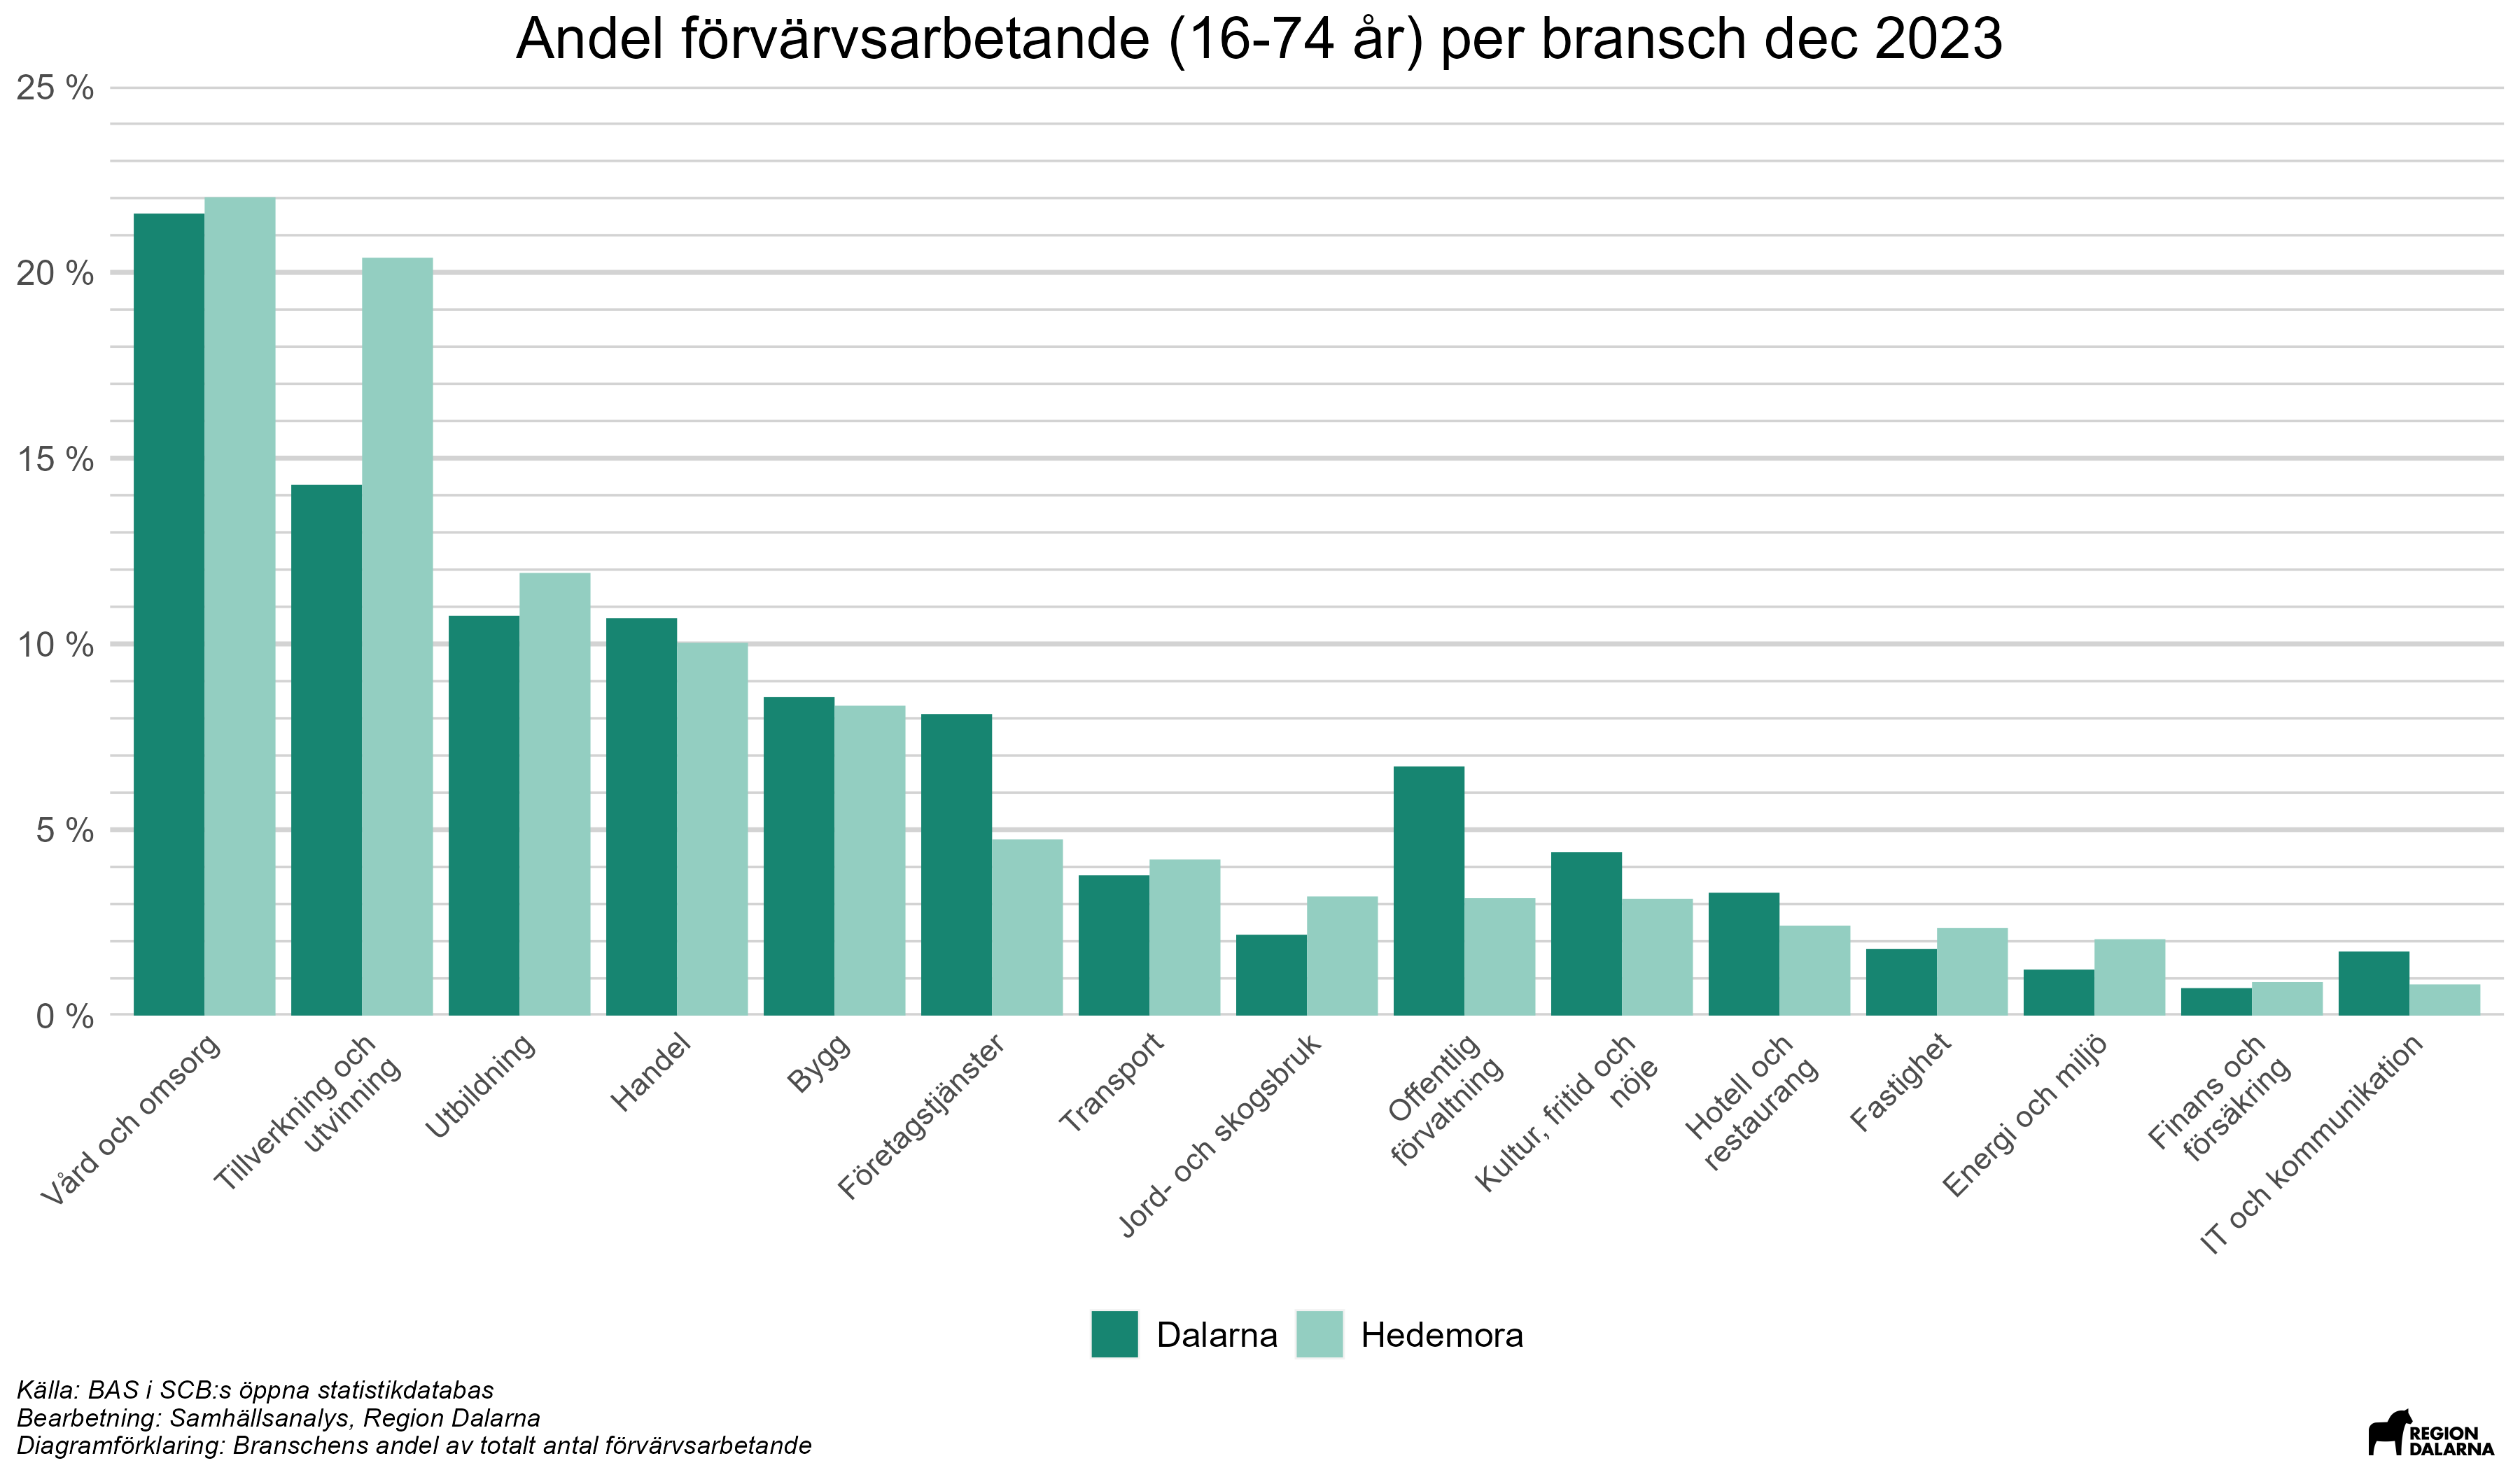 Andel förvärvsarbetande (16-74 år) per bransch dec 2023
25 %
20 %
15 %
10 %
5 %
0 %
Vård och omsorg
Tillverkning och
utvinning
Utbildning
Handel
Bygg
Företagstjänster
Transport
Jord- och skogsbruk
Offentlig
förvaltning
Kultur, fritid och
nöje
Hotell och
restaurang
Fastighet
Energi och miljö
Finans och
försäkring
IT och kommunikation
Dalarna
Hedemora
Källa: BAS i SCB:s öppna statistikdatabas
Bearbetning: Samhällsanalys, Region Dalarna
Diagramförklaring: Branschens andel av totalt antal förvärvsarbetande
REGION
DALARNA